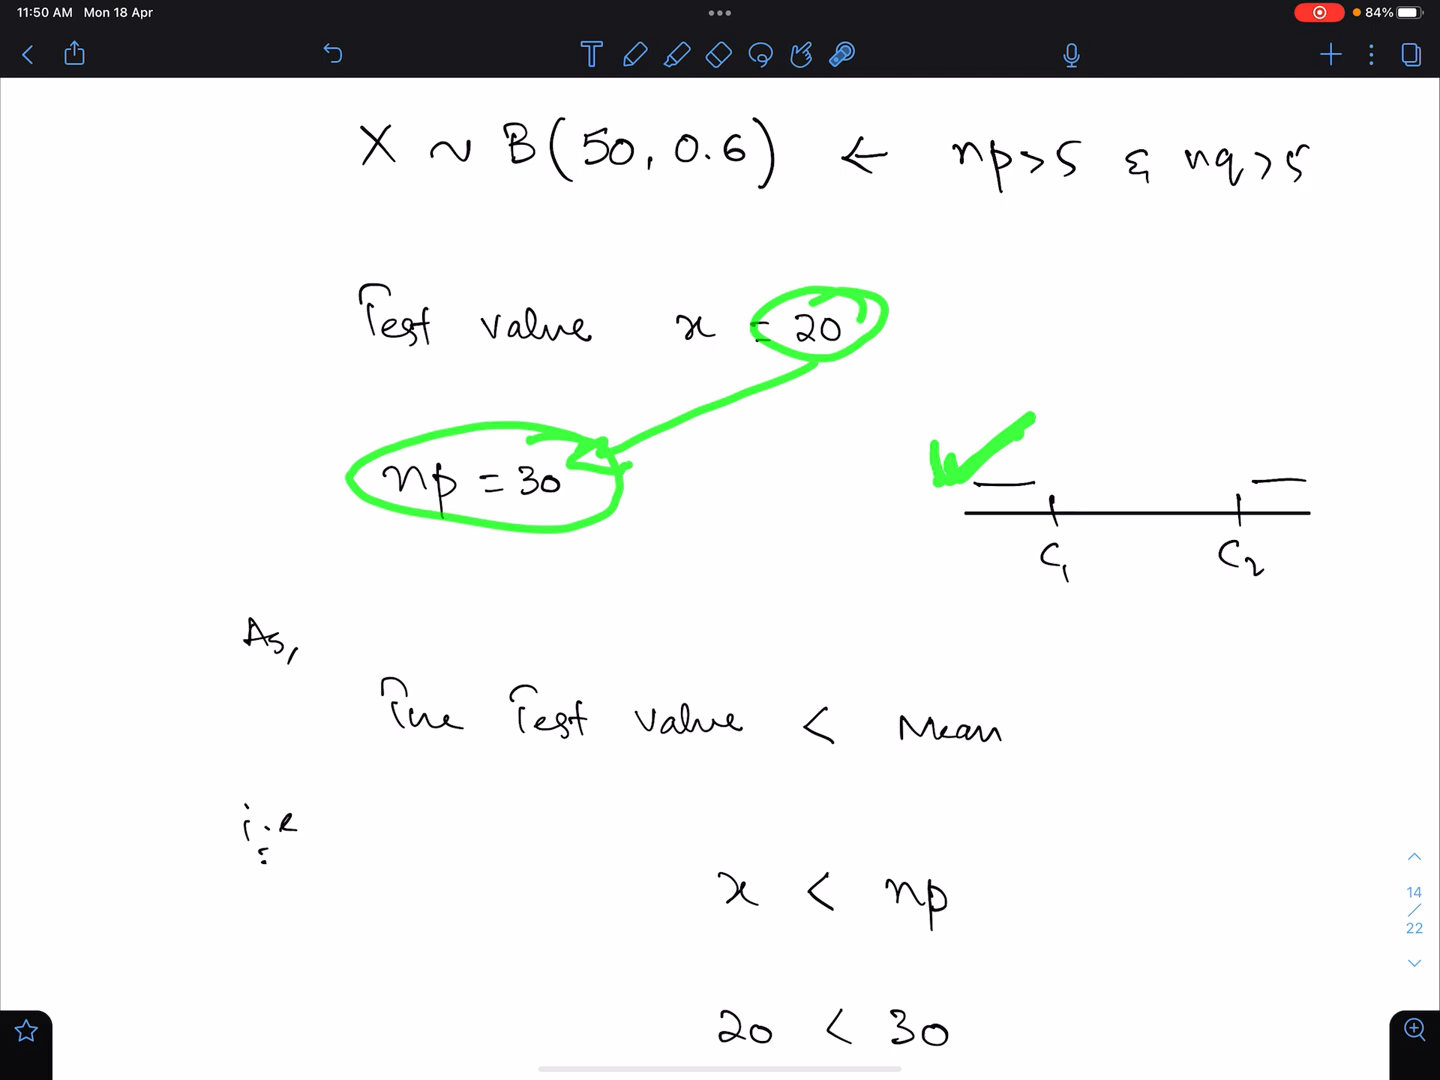 11:50 AM Mon 18 Apr
84%
X ~ B(50, 0.6) ← np>5 & nq>5
Test value x = 20
np = 30
C₁ C₂
As,
The Test value < Mean
i.e
x < np
20 < 30
14
/
22